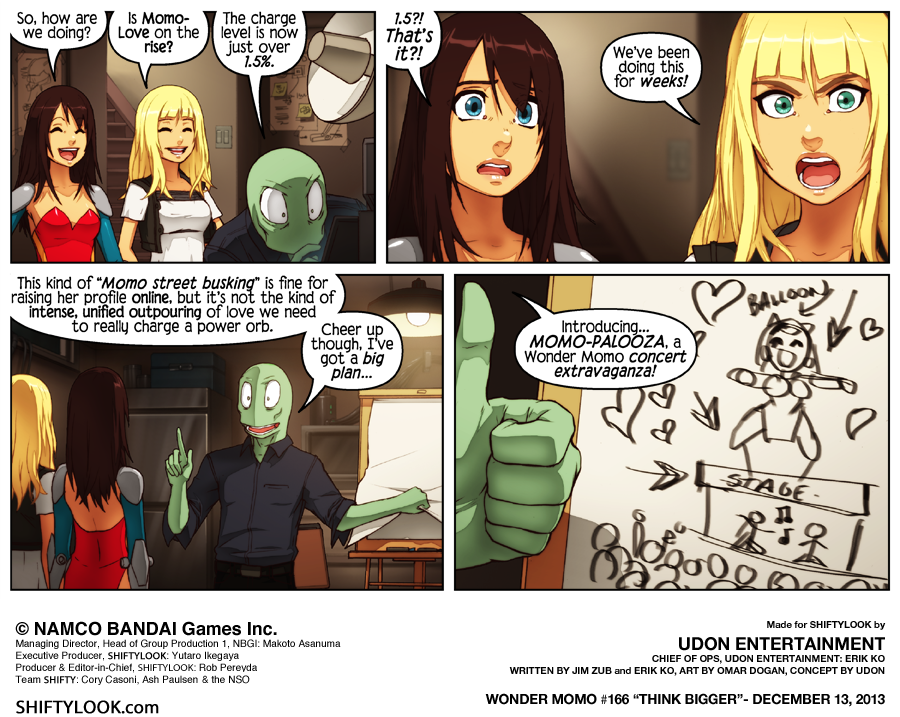 So, how are
we doing?
Is Momo-
Love on the
rise?
The charge
level is now
just over
1.5%.
1.5?!
That's
it?!
We've been
doing this
for weeks!
This kind of "Momo street busking" is fine for
raising her profile online, but it's not the kind of
intense, unified outpouring of love we need
to really charge a power orb.
Cheer up
though, I've
got a big
plan...
Introducing...
MOMO-PALOOZA, a
Wonder Momo concert
extravaganza!
BALLOON
STAGE
© NAMCO BANDAI Games Inc.
Managing Director, Head of Group Production 1, NBGI: Makoto Asanuma
Executive Producer, SHIFTYLOOK: Yutaro Ikegaya
Producer & Editor-in-Chief, SHIFTYLOOK: Rob Pereyda
Team SHIFTY: Cory Casoni, Ash Paulsen & the NSO
SHIFTYLOOK.com
Made for SHIFTYLOOK by
UDON ENTERTAINMENT
CHIEF OF OPS, UDON ENTERTAINMENT: ERIK KO
WRITTEN BY JIM ZUB and ERIK KO, ART BY OMAR DOGAN, CONCEPT BY UDON
WONDER MOMO #166 "THINK BIGGER"- DECEMBER 13, 2013